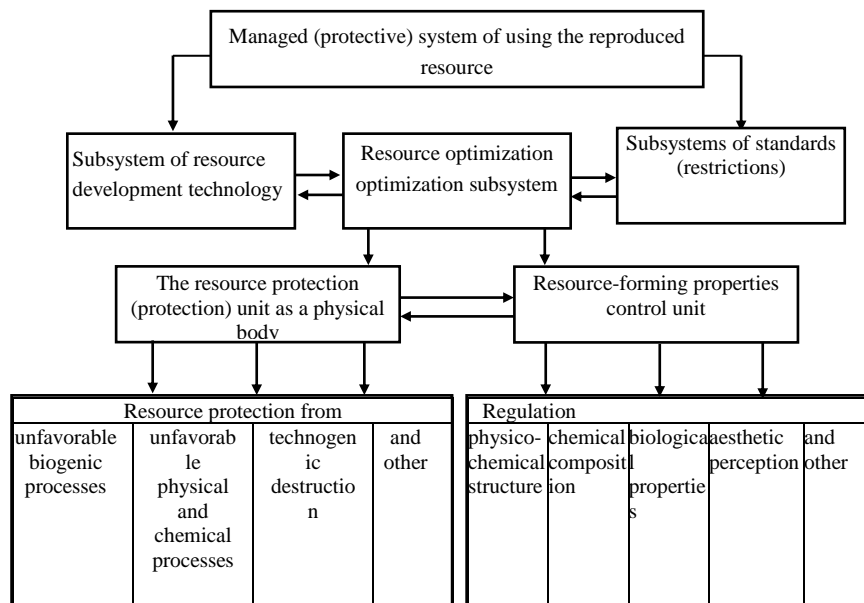 Managed (protective) system of using the reproduced
resource
Subsystem of resource
development technology
Resource optimization
optimization subsystem
Subsystems of standards
(restrictions)
The resource protection
(protection) unit as a physical
body
Resource-forming properties
control unit
Resource protection from
unfavorable
biogenic
processes
unfavorab
le
physical
and
chemical
processes
technogen
ic
destructio
n
and
other
Regulation
physico-
chemical
structure
chemical
composit
ion
biologica
l
propertie
s
aesthetic
perception
and
other